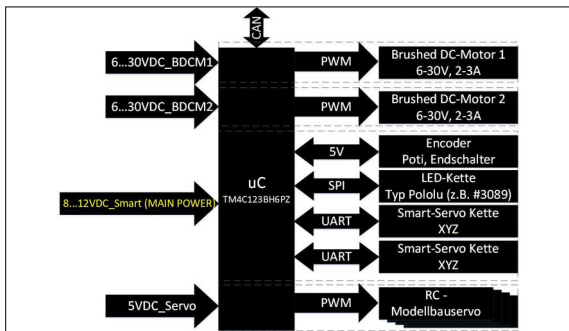 CAN
6...30VDC_BDCM1
PWM
Brushed DC-Motor 1
6-30V, 2-3A
6...30VDC_BDCM2
PWM
Brushed DC-Motor 2
6-30V, 2-3A
uC
TM4C123BH6PZ
5V
Encoder
Poti, Endschalter
SPI
LED-Kette
Typ Pololu (z.B. #3089)
8...12VDC_Smart (MAIN POWER)
UART
Smart-Servo Kette
XYZ
UART
Smart-Servo Kette
XYZ
5VDC_Servo
PWM
RC -
Modellbauservo